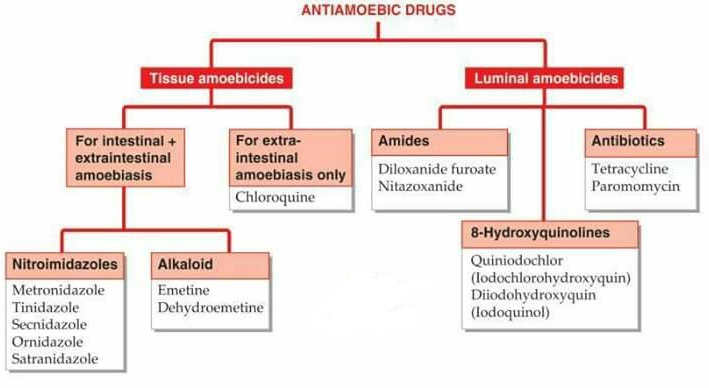 ANTIAMOEBIC DRUGS
Tissue amoebicides
Luminal amoebicides
For intestinal +
extraintestinal
amoebiasis
For extra-
intestinal
amoebiasis only
Chloroquine
Amides
Diloxanide furoate
Nitazoxanide
Antibiotics
Tetracycline
Paromomycin
8-Hydroxyquinolines
Quiniodochlor
(Iodochlorohydroxyquin)
Diiodohydroxyquin
(Iodoquinol)
Nitroimidazoles
Metronidazole
Tinidazole
Secnidazole
Ornidazole
Satranidazole
Alkaloid
Emetine
Dehydroemetine